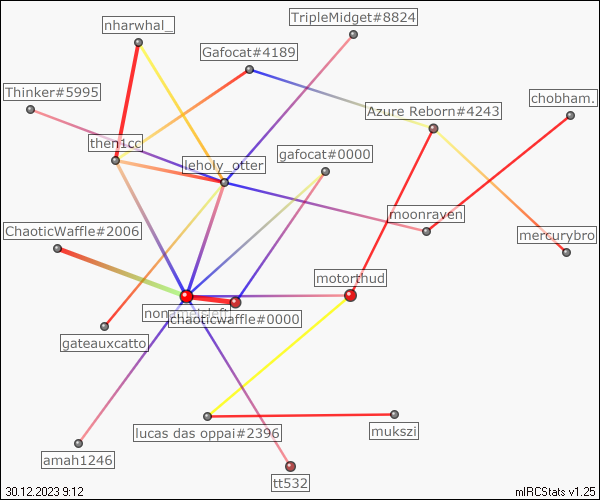 nharwhal_
TripleMidget#8824
Gafocat#4189
Thinker#5995
chobham.
Azure Reborn#4243
then1cc
gafocat#0000
leholy_otter
moonraven
ChaoticWaffle#2006
mercurybro
motorthud
chaoticwaffle#0000
gateauxcatto
lucas das oppai#2396
mukszi
amah1246
tt532
30.12.2023 9:12
mIRCStats v1.25